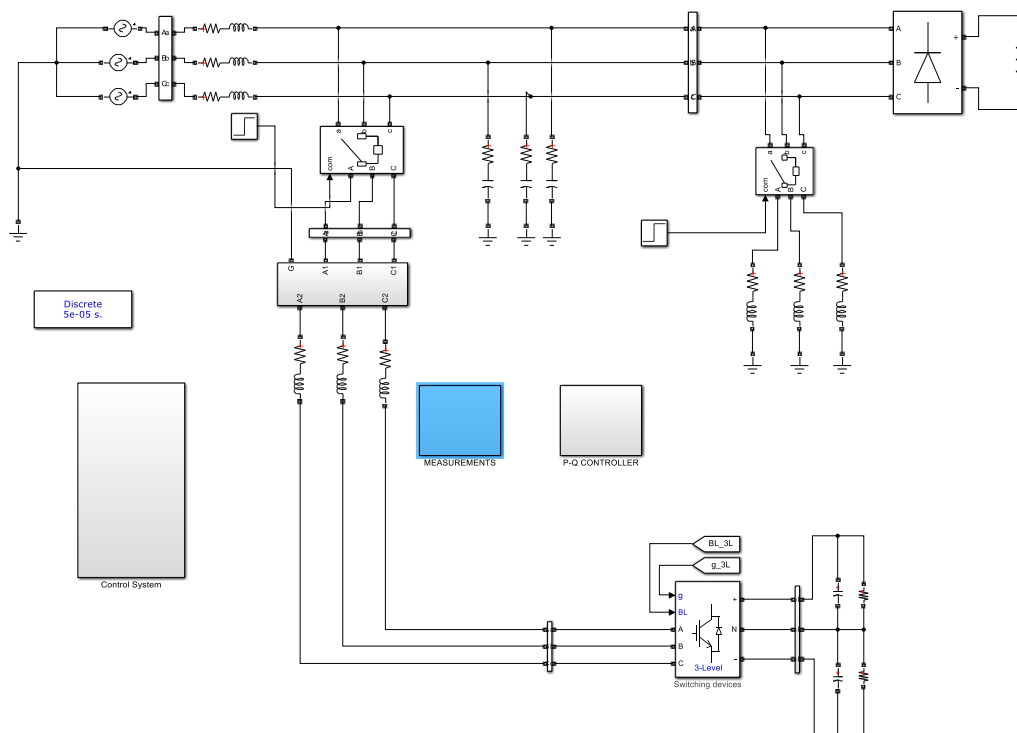 Aa
Bb
Cc
A
B
C
A
B
C
+
-
a
b
c
com
A
B
C
a
b
c
com
A
B
C
A
B
C
G
A1
B1
C1
A2
B2
C2
Discrete
5e-05 s.
MEASUREMENTS
P-Q CONTROLLER
Control System
BL_3L
g_3L
g
BL
A
B
C
+
N
-
3-Level
Switching devices